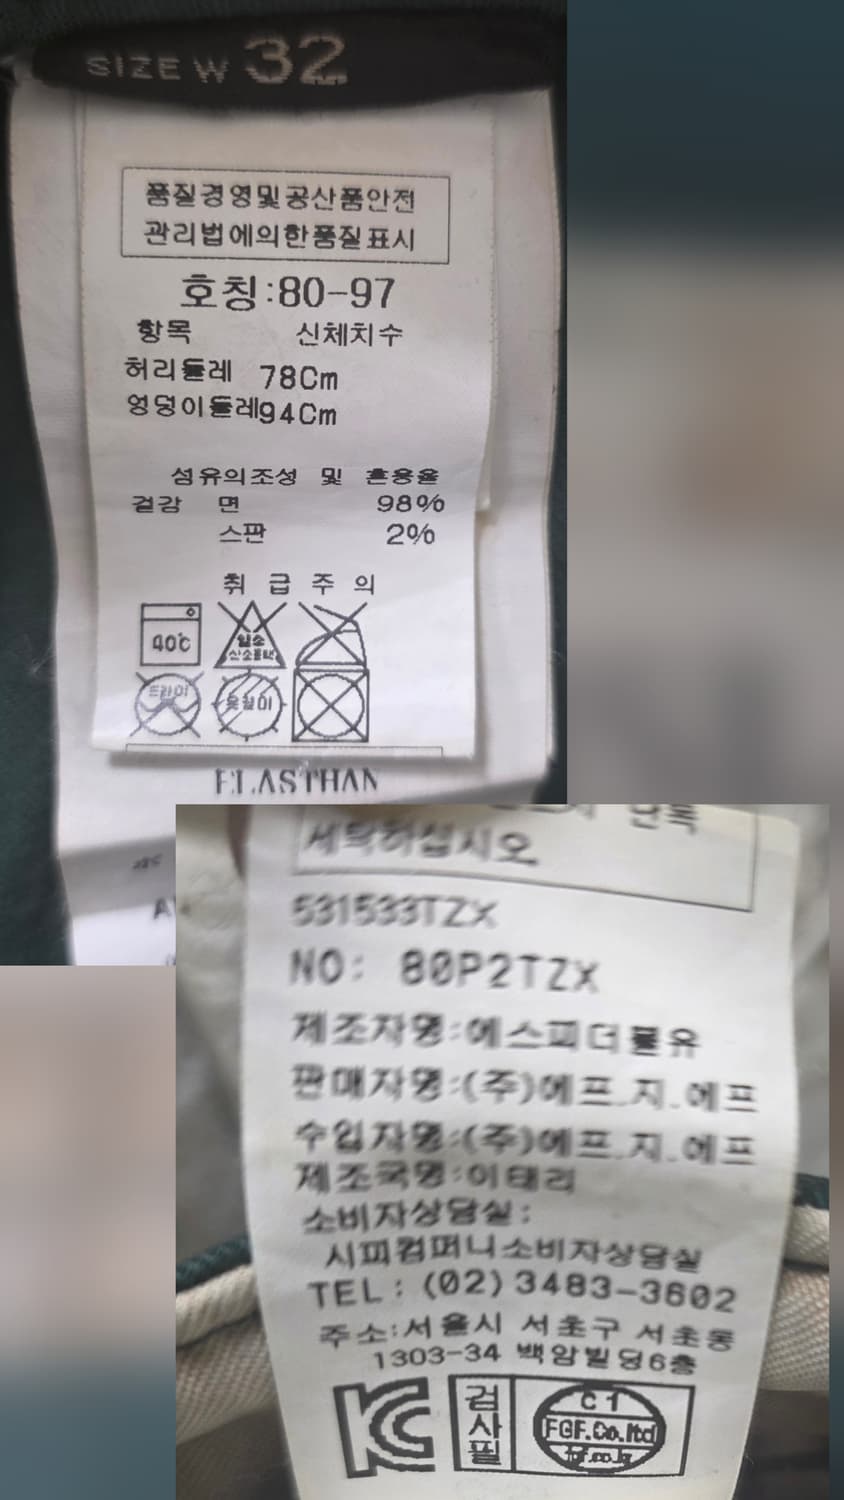 SIZE W 32
품질경영및공산품안전
관리법에의한품질표시
호칭:80-97
항목 신체치수
허리둘레 78Cm
엉덩이둘레94Cm
섬유의조성 및 혼용율
겉감 면 98%
스판 2%
취급주의
40℃
염소
산소표백
드라이
옷걸이
ELASTHAN
단독
세탁하십시오
531533TZX
NO: 80P2TZX
제조자명:에스피더블유
판매자명:(주)에프.지.에프
수입자명:(주)에프.지.에프
제조국명:이태리
소비자상담실:
시피컴퍼니소비자상담실
TEL: (02)3483-3602
주소:서울시 서초구 서초동
1303-34 백암빌딩6층
KC
검사필
C1
FGF.Co.ltd